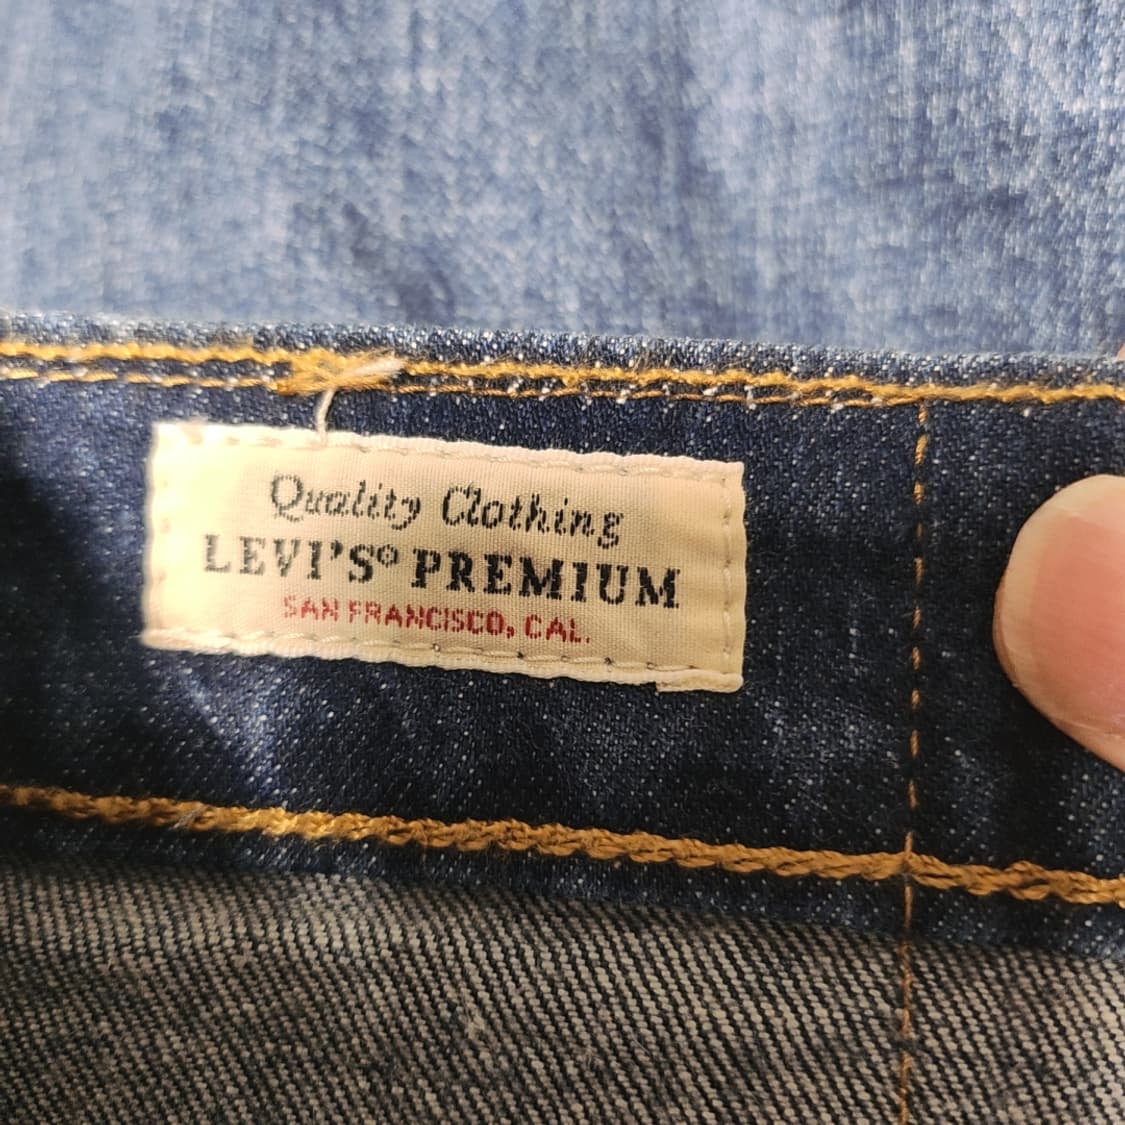 Quality Clothing
LEVI'S® PREMIUM
SAN FRANCISCO, CAL.